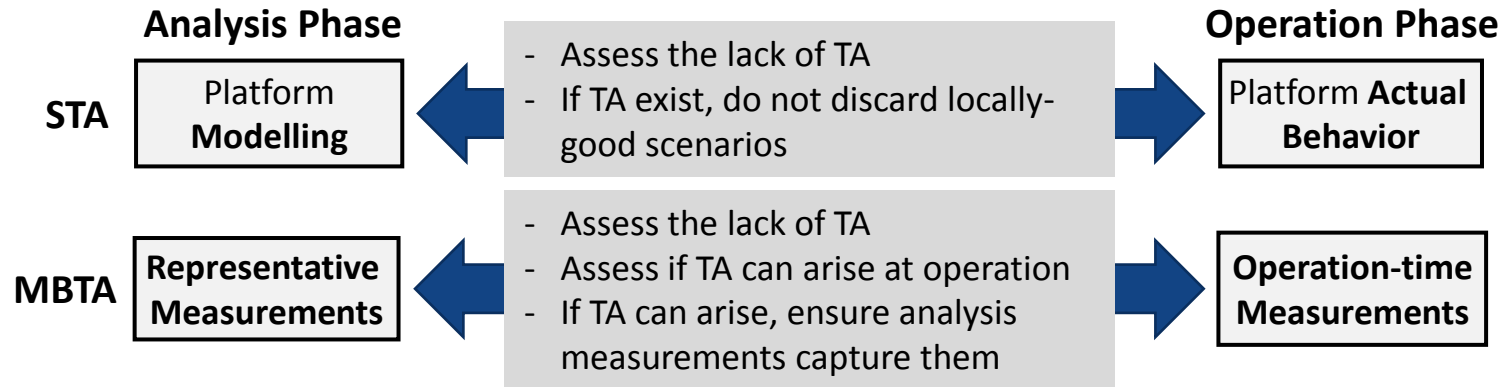 Analysis Phase
Operation Phase
STA
Platform
Modelling
- Assess the lack of TA
- If TA exist, do not discard locally-
good scenarios
Platform Actual
Behavior
MBTA
Representative
Measurements
- Assess the lack of TA
- Assess if TA can arise at operation
- If TA can arise, ensure analysis
measurements capture them
Operation-time
Measurements